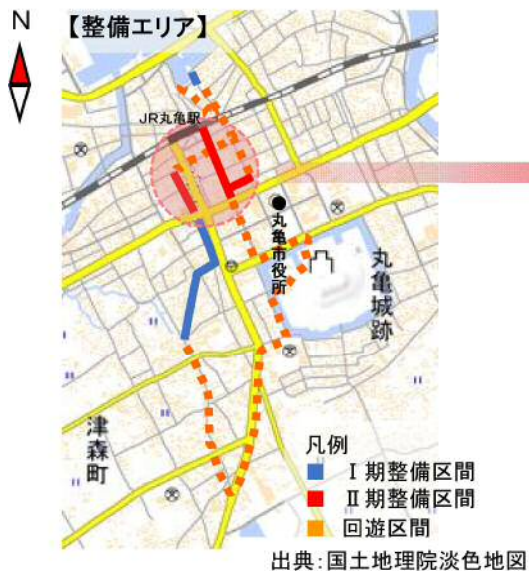 N
【整備エリア】
JR丸亀駅
丸亀市役所
丸亀城跡
津森町
凡例
Ⅰ期整備区間
Ⅱ期整備区間
回遊区間
出典：国土地理院淡色地図